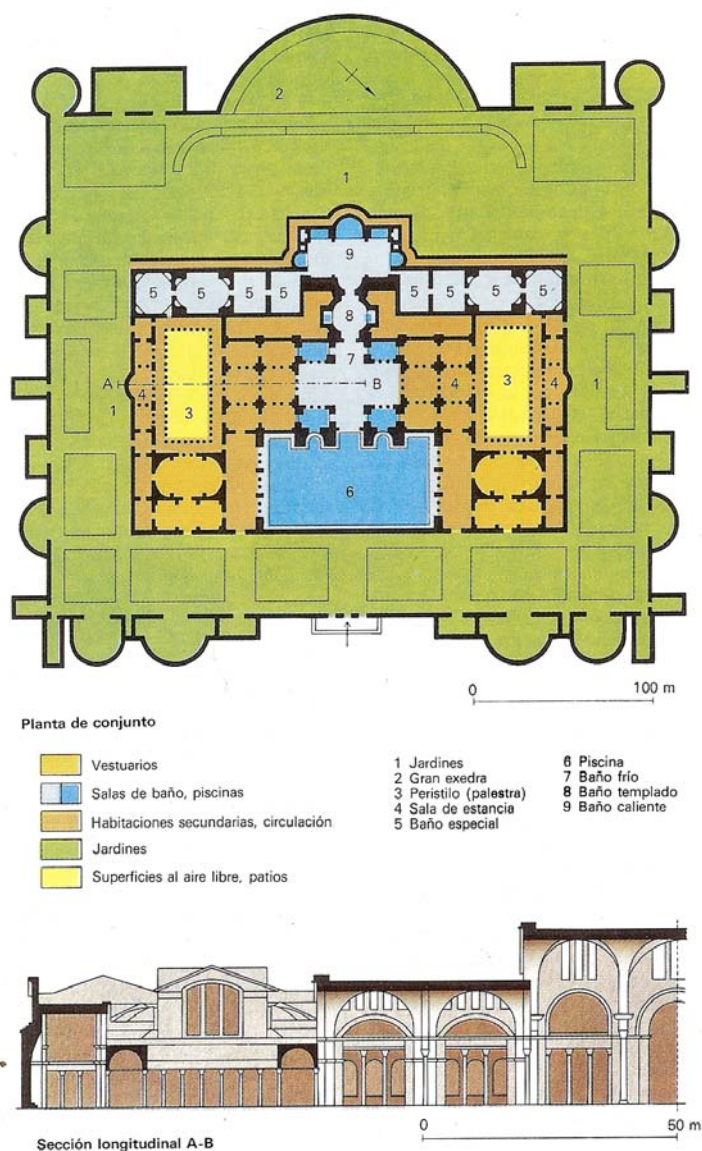 2
1
9
5 5 5 5 5 5 5 5
8
7
A B
4 3 4 3 4
1 1
6
0 100 m
Planta de conjunto
Vestuarios
Salas de baño, piscinas
Habitaciones secundarias, circulación
Jardines
Superficies al aire libre, patios
1 Jardines
2 Gran exedra
3 Peristilo (palestra)
4 Sala de estancia
5 Baño especial
6 Piscina
7 Baño frío
8 Baño templado
9 Baño caliente
0 50 m
Sección longitudinal A-B